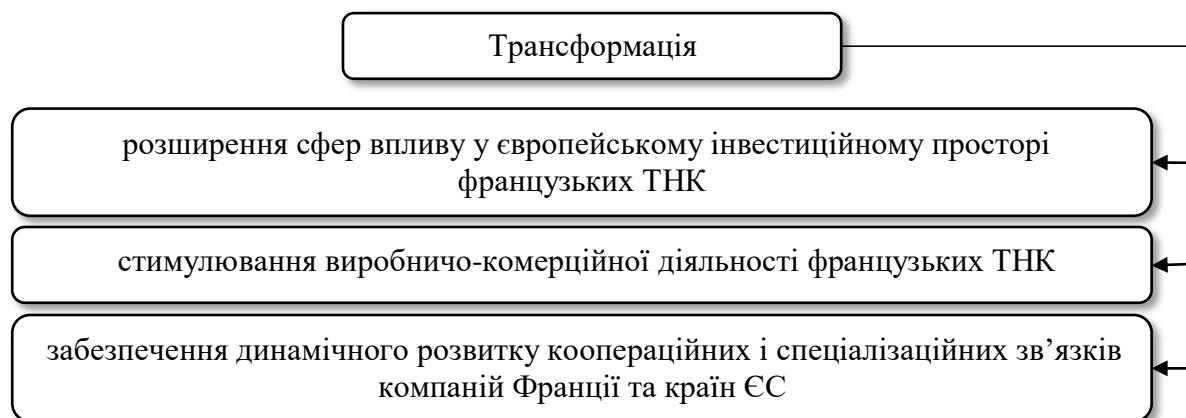 Трансформація
розширення сфер впливу у європейському інвестиційному просторі
французьких ТНК
стимулювання виробничо-комерційної діяльності французьких ТНК
забезпечення динамічного розвитку коопераційних і спеціалізаційних зв’язків
компаній Франції та країн ЄС